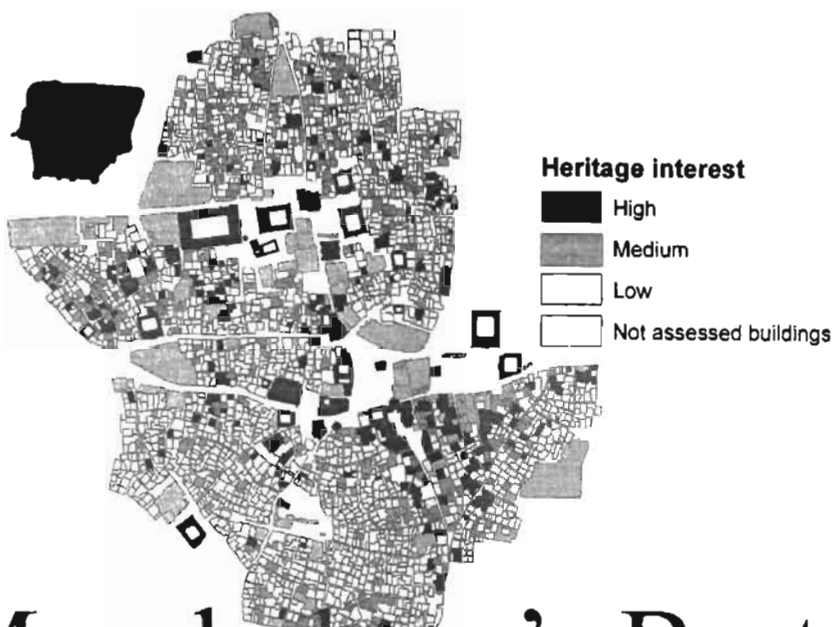 Heritage interest
High
Medium
Low
Not assessed buildings